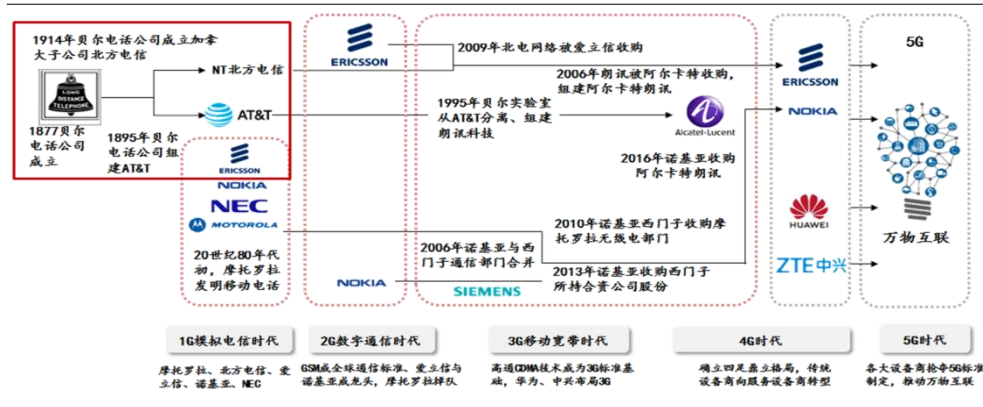 1914年贝尔电话公司成立加拿
大子公司北方电信
LONG
DISTANCE
TELEPHONE
1877贝尔
电话公司
成立
NT北方电信
AT&T
1895年贝尔
电话公司组
建AT&T
ERICSSON
NOKIA
NEC
MOTOROLA
20世纪80年代
初，摩托罗拉
发明移动电话
ERICSSON
2009年北电网络被爱立信收购
2006年朗讯被阿尔卡特收购，
组建阿尔卡特朗讯
1995年贝尔实验室
从AT&T分离、组建
朗讯科技
Alcatel-Lucent
2016年诺基亚收购
阿尔卡特朗讯
2010年诺基亚西门子收购摩
托罗拉无线电部门
2006年诺基亚与西
门子通信部门合并
2013年诺基亚收购西门子
所持合资公司股份
NOKIA
SIEMENS
ERICSSON
NOKIA
HUAWEI
ZTE中兴
5G
万物互联
1G模拟电信时代
2G数字通信时代
3G移动宽带时代
4G时代
5G时代
摩托罗拉、北方电信、爱
立信、诺基亚、NEC
GSM成全球通信标准、爱立信与
诺基亚成龙头，摩托罗拉掉队
高通CDMA技术成为3G标准基
础，华为、中兴布局3G
确立四足鼎立格局，传统
设备商向服务设备商转型
各大设备商抢夺5G标准
制定，推动万物互联